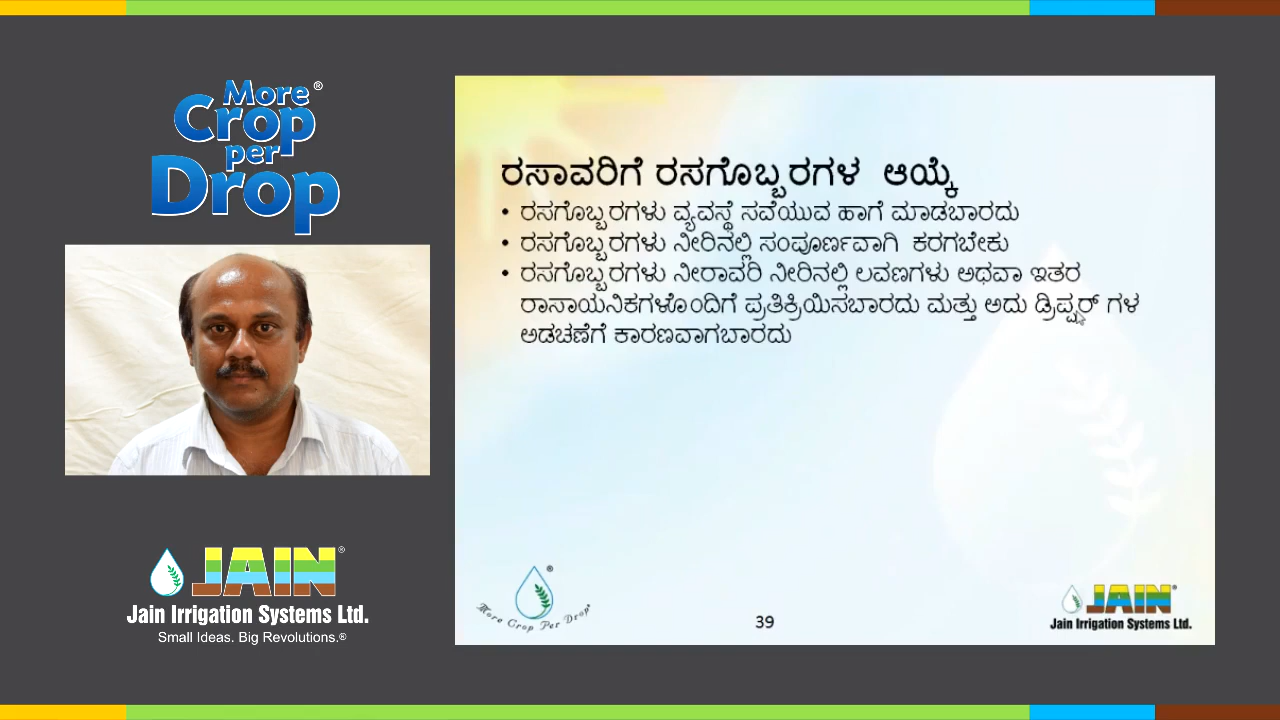 More®
Crop
per
Drop
ರಸಾವರಿಗೆ ರಸಗೊಬ್ಬರಗಳ ಆಯ್ಕೆ
• ರಸಗೊಬ್ಬರಗಳು ವ್ಯವಸ್ಥೆ ಸವೆಯುವ ಹಾಗೆ ಮಾಡಬಾರದು
• ರಸಗೊಬ್ಬರಗಳು ನೀರಿನಲ್ಲಿ ಸಂಪೂರ್ಣವಾಗಿ ಕರಗಬೇಕು
• ರಸಗೊಬ್ಬರಗಳು ನೀರಾವರಿ ನೀರಿನಲ್ಲಿ ಲವಣಗಳು ಅಥವಾ ಇತರ
ರಾಸಾಯನಿಕಗಳೊಂದಿಗೆ ಪ್ರತಿಕ್ರಿಯಿಸಬಾರದು ಮತ್ತು ಅದು ಡ್ರಿಪ್ಪರ್ ಗಳ
ಅಡಚಣೆಗೆ ಕಾರಣವಾಗಬಾರದು
JAIN®
Jain Irrigation Systems Ltd.
Small Ideas. Big Revolutions.®
More Crop Per Drop®
39
JAIN®
Jain Irrigation Systems Ltd.